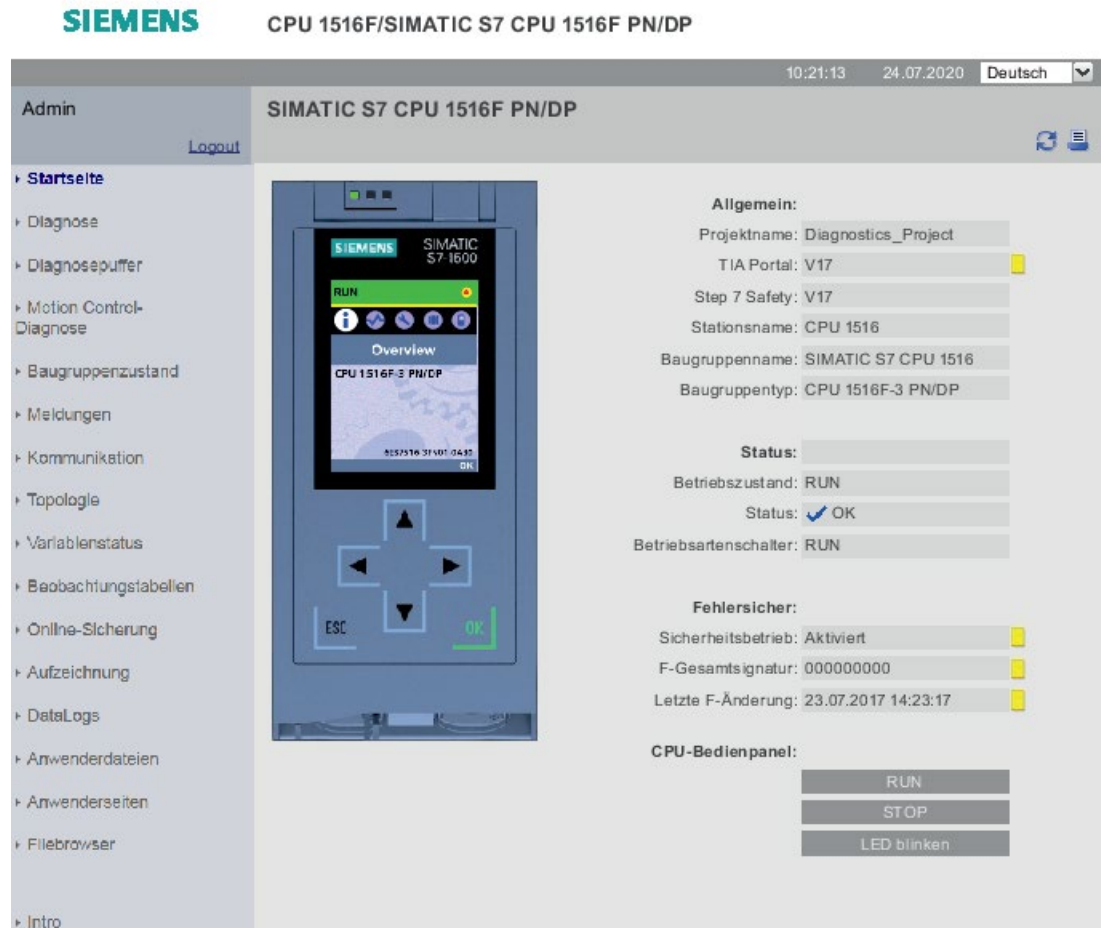 SIEMENS CPU 1516F/SIMATIC S7 CPU 1516F PN/DP
10:21:13 24.07.2020 Deutsch
Admin
SIMATIC S7 CPU 1516F PN/DP
Logout
Startseite
Diagnose
Diagnosepuffer
Motion Control-
Diagnose
Baugruppenzustand
Meldungen
Kommunikation
Topologie
Variablenstatus
Beobachtungstabellen
Online-Sicherung
Aufzeichnung
DataLogs
Anwenderdateien
Anwenderseiten
Filebrowser
Intro
SIEMENS SIMATIC
S7-1500
RUN
Overview
CPU 1516F-3 PN/DP
OK
ESC OK
Allgemein:
Projektname: Diagnostics_Project
TIA Portal: V17
Step 7 Safety: V17
Stationsname: CPU 1516
Baugruppenname: SIMATIC S7 CPU 1516
Baugruppentyp: CPU 1516F-3 PN/DP
Status:
Betriebszustand: RUN
Status: OK
Betriebsartenschalter: RUN
Fehlersicher:
Sicherheitsbetrieb: Aktiviert
F-Gesamtsignatur: 000000000
Letzte F-Änderung: 23.07.2017 14:23:17
CPU-Bedienpanel:
RUN
STOP
LED blinken